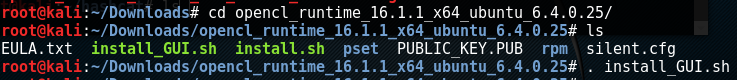 root@kali:~/Downloads# cd opencl_runtime_16.1.1_x64_ubuntu_6.4.0.25/
root@kali:~/Downloads/opencl_runtime_16.1.1_x64_ubuntu_6.4.0.25# ls
EULA.txt install_GUI.sh install.sh pset PUBLIC_KEY.PUB rpm silent.cfg
root@kali:~/Downloads/opencl_runtime_16.1.1_x64_ubuntu_6.4.0.25# . install_GUI.sh